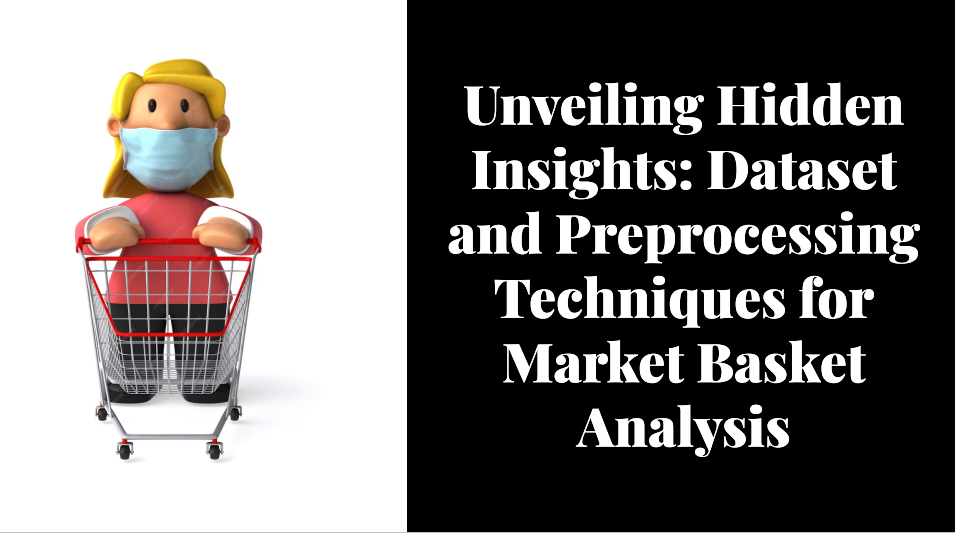 Unveiling Hidden
Insights: Dataset
and Preprocessing
Techniques for
Market Basket
Analysis